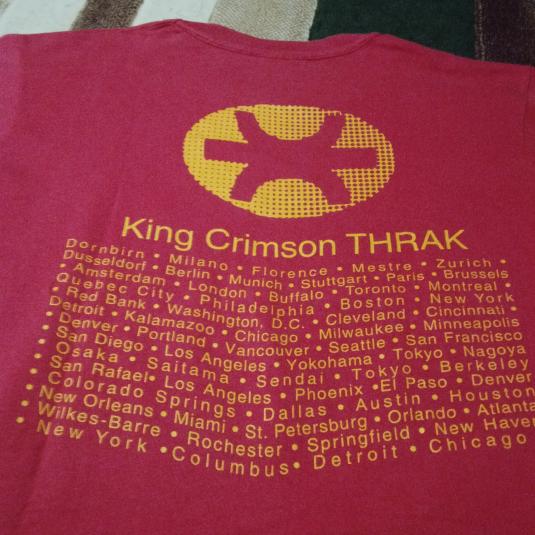 King Crimson THRAK
Dornbirn • Milano • Florence • Mestre • Zurich •
Dusseldorf • Berlin • Munich • Stuttgart • Paris • Brussels
• Amsterdam • London • Buffalo • Toronto • Montreal •
Quebec City • Philadelphia • Boston • New York
• Red Bank • Washington, D.C. • Cleveland • Cincinnati •
Detroit • Kalamazoo • Chicago • Milwaukee • Minneapolis
• Denver • Portland • Vancouver • Seattle • San Francisco
• San Diego • Los Angeles • Yokohama • Tokyo • Nagoya
• Osaka • Saitama • Sendai • Tokyo • Berkeley
• San Rafael • Los Angeles • Phoenix • El Paso • Denver
• Colorado Springs • Dallas • Austin • Houston
• New Orleans • Miami • St. Petersburg • Orlando • Atlanta
• Wilkes-Barre • Rochester • Springfield • New Haven
• New York • Columbus • Detroit • Chicago •